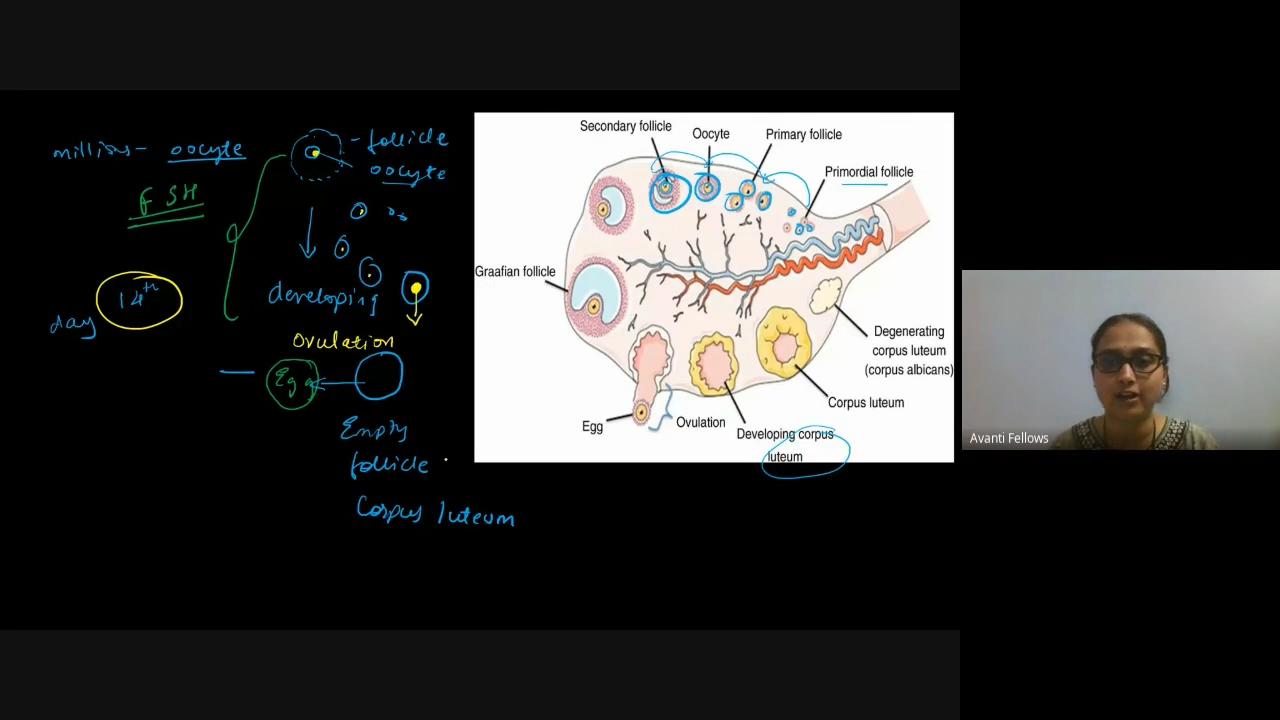 millions - oocyte
- follicle
oocyte
FSH
developing
14th
day
Ovulation
Egg
Empty
follicle
Corpus luteum
Secondary follicle
Oocyte
Primary follicle
Primordial follicle
Graafian follicle
Degenerating
corpus luteum
(corpus albicans)
Corpus luteum
Egg
Ovulation
Developing corpus
luteum
Avanti Fellows